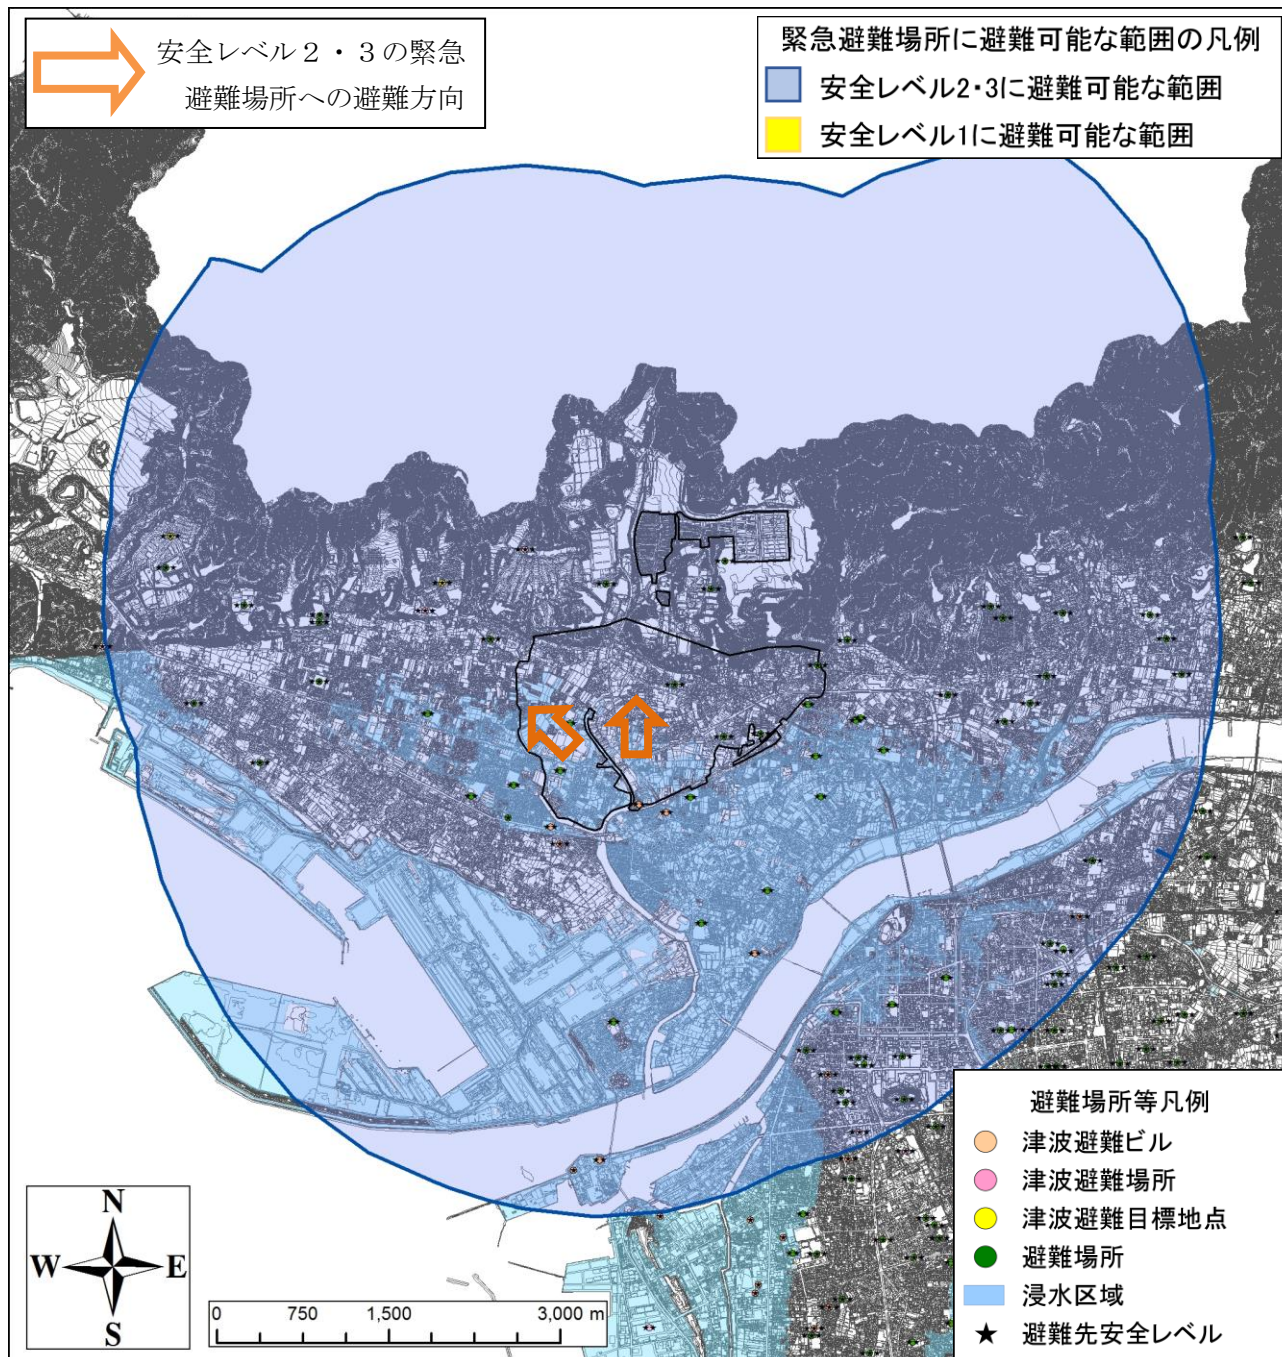 安全レベル２・３の緊急
避難場所への避難方向
緊急避難場所に避難可能な範囲の凡例
安全レベル2・3に避難可能な範囲
安全レベル1に避難可能な範囲
避難場所等凡例
津波避難ビル
津波避難場所
津波避難目標地点
避難場所
浸水区域
★ 避難先安全レベル
N
W E
S
0 750 1,500 3,000 m